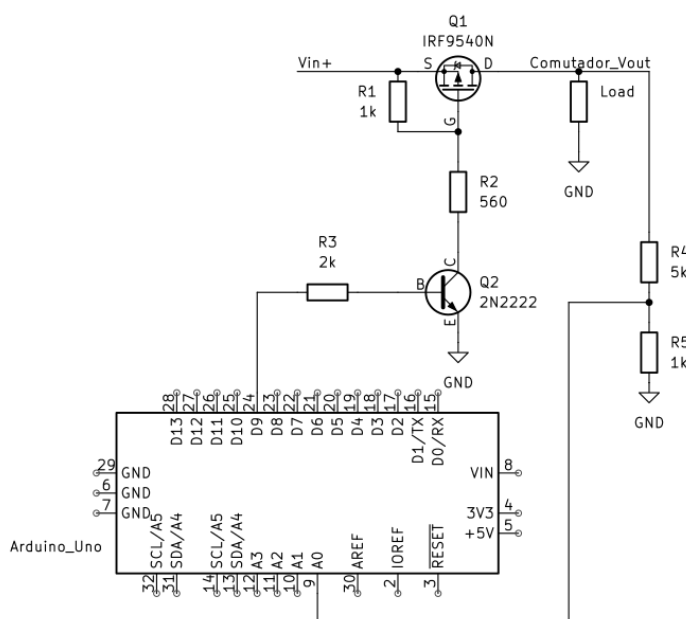 Q1
IRF9540N
Vin+
S
D
Comutador_Vout
R1
1k
G
Load
GND
R2
560
R3
2k
C
B
Q2
2N2222
E
GND
R4
5k
R5
1k
GND
28 27 26 25 24 23 22 21 20 19 18 17 16 15
D13 D12 D11 D10 D9 D8 D7 D6 D5 D4 D3 D2 D1/TX D0/RX
29 GND
6 GND
7 GND
VIN 8
3V3 4
+5V 5
Arduino_Uno
SCL/A5 SDA/A4 SCL/A5 SDA/A4 A3 A2 A1 A0 AREF IOREF RESET
32 31 14 13 12 11 10 9 30 2 3